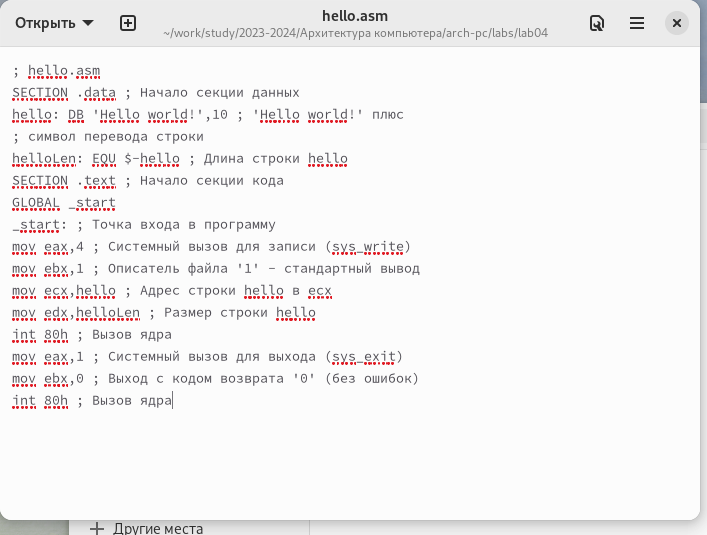 Открыть
hello.asm
~/work/study/2023-2024/Архитектура компьютера/arch-pc/labs/lab04
; hello.asm
SECTION .data ; Начало секции данных
hello: DB 'Hello world!',10 ; 'Hello world!' плюс
; символ перевода строки
helloLen: EQU $-hello ; Длина строки hello
SECTION .text ; Начало секции кода
GLOBAL _start
_start: ; Точка входа в программу
mov eax,4 ; Системный вызов для записи (sys_write)
mov ebx,1 ; Описатель файла '1' - стандартный вывод
mov ecx,hello ; Адрес строки hello в ecx
mov edx,helloLen ; Размер строки hello
int 80h ; Вызов ядра
mov eax,1 ; Системный вызов для выхода (sys_exit)
mov ebx,0 ; Выход с кодом возврата '0' (без ошибок)
int 80h ; Вызов ядра
Другие места